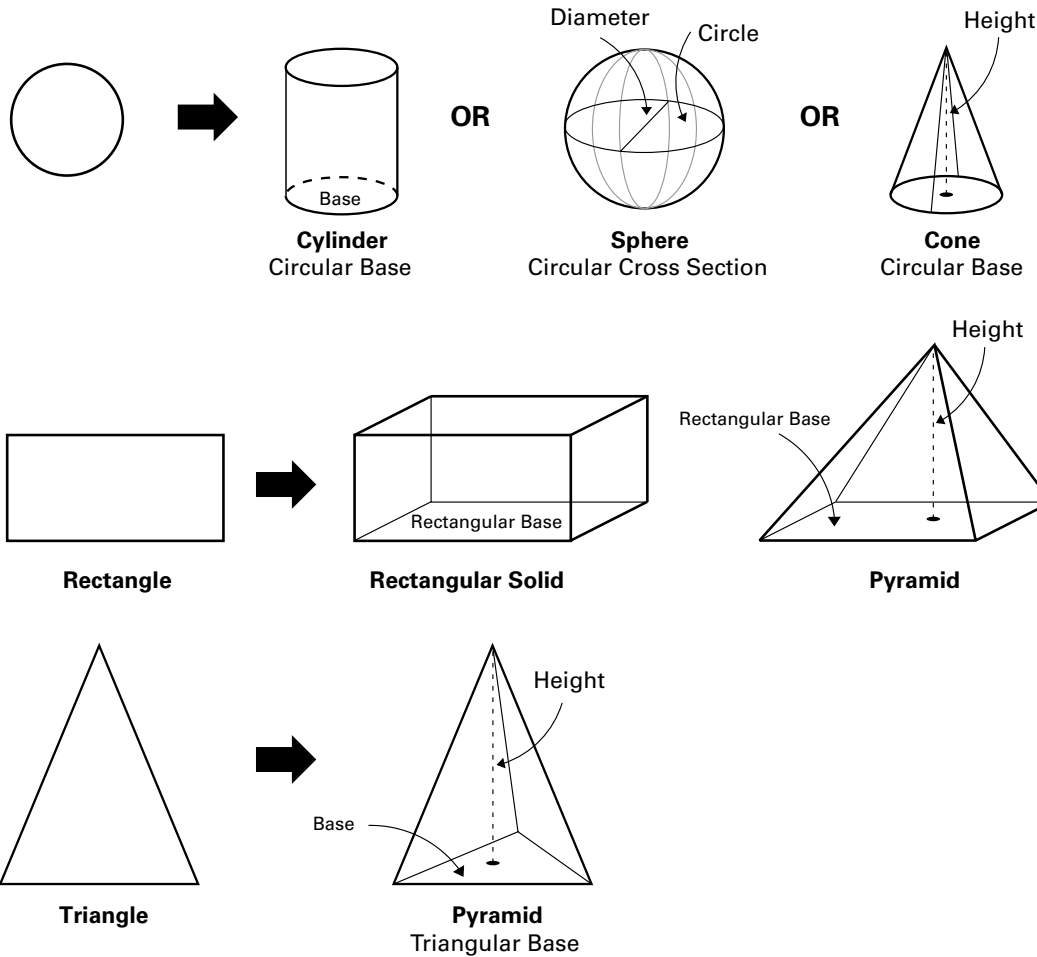 Diameter
Circle
Height
OR
OR
Base
Cylinder
Circular Base
Sphere
Circular Cross Section
Cone
Circular Base
Height
Rectangular Base
Rectangular Base
Rectangle
Rectangular Solid
Pyramid
Height
Base
Triangle
Pyramid
Triangular Base